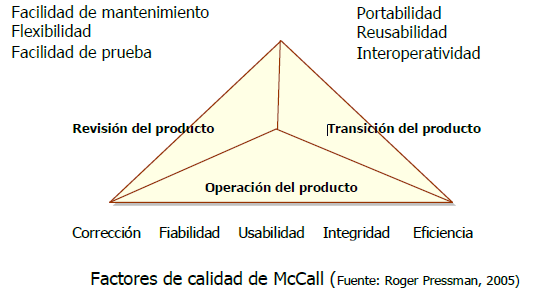 Facilidad de mantenimiento
Flexibilidad
Facilidad de prueba
Portabilidad
Reusabilidad
Interoperatividad
Revisión del producto
Transición del producto
Operación del producto
Corrección Fiabilidad Usabilidad Integridad Eficiencia
Factores de calidad de McCall (Fuente: Roger Pressman, 2005)